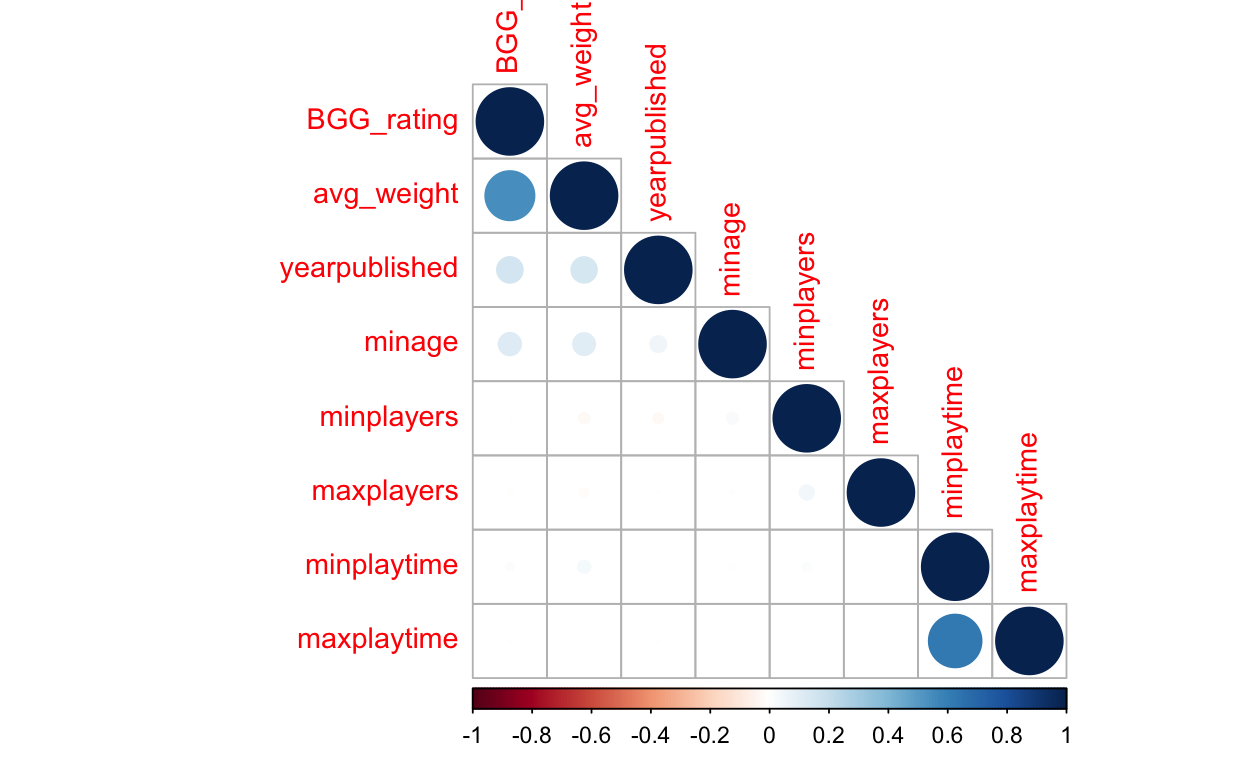 BGG_
avg_weight
yearpublished
minage
minplayers
maxplayers
minplaytime
maxplaytime
BGG_rating
avg_weight
yearpublished
minage
minplayers
maxplayers
minplaytime
maxplaytime
-1 -0.8 -0.6 -0.4 -0.2 0 0.2 0.4 0.6 0.8 1